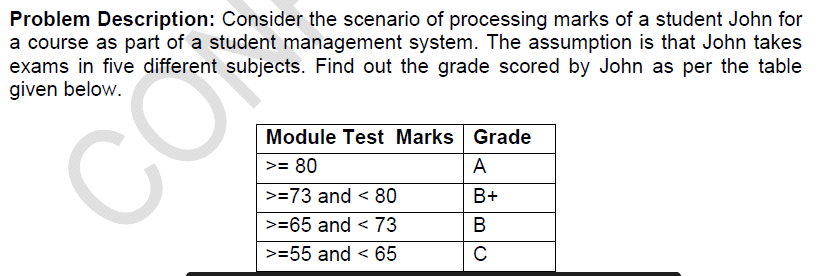 Problem Description: Consider the scenario of processing marks of a student John for
a course as part of a student management system. The assumption is that John takes
exams in five different subjects. Find out the grade scored by John as per the table
given below.
Module Test Marks Grade
>= 80 A
>=73 and < 80 B+
>=65 and < 73 B
>=55 and < 65 C